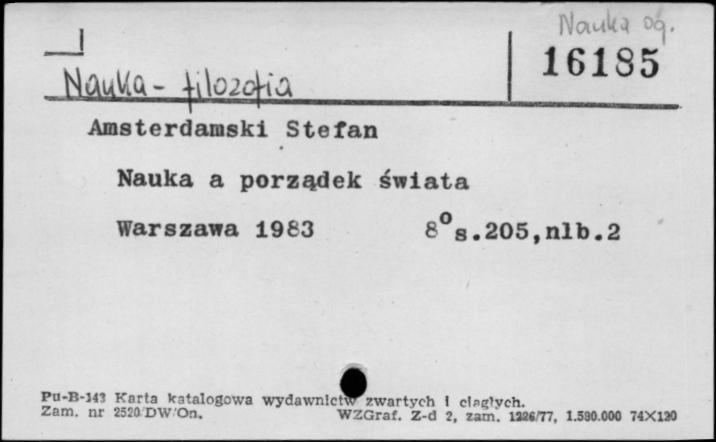 Nauka og.
16185
Nauka - filozofia
Amsterdamski Stefan
Nauka a porządek świata
Warszawa 1983 8° s.205,nlb.2
Pu-B-143 Karta katalogowa wydawnictw zwartych i ciągłych.
Zam. nr 2520/DW/On. WZGraf. Z-d 2, zam. 1226/77, 1.590.000 74X120